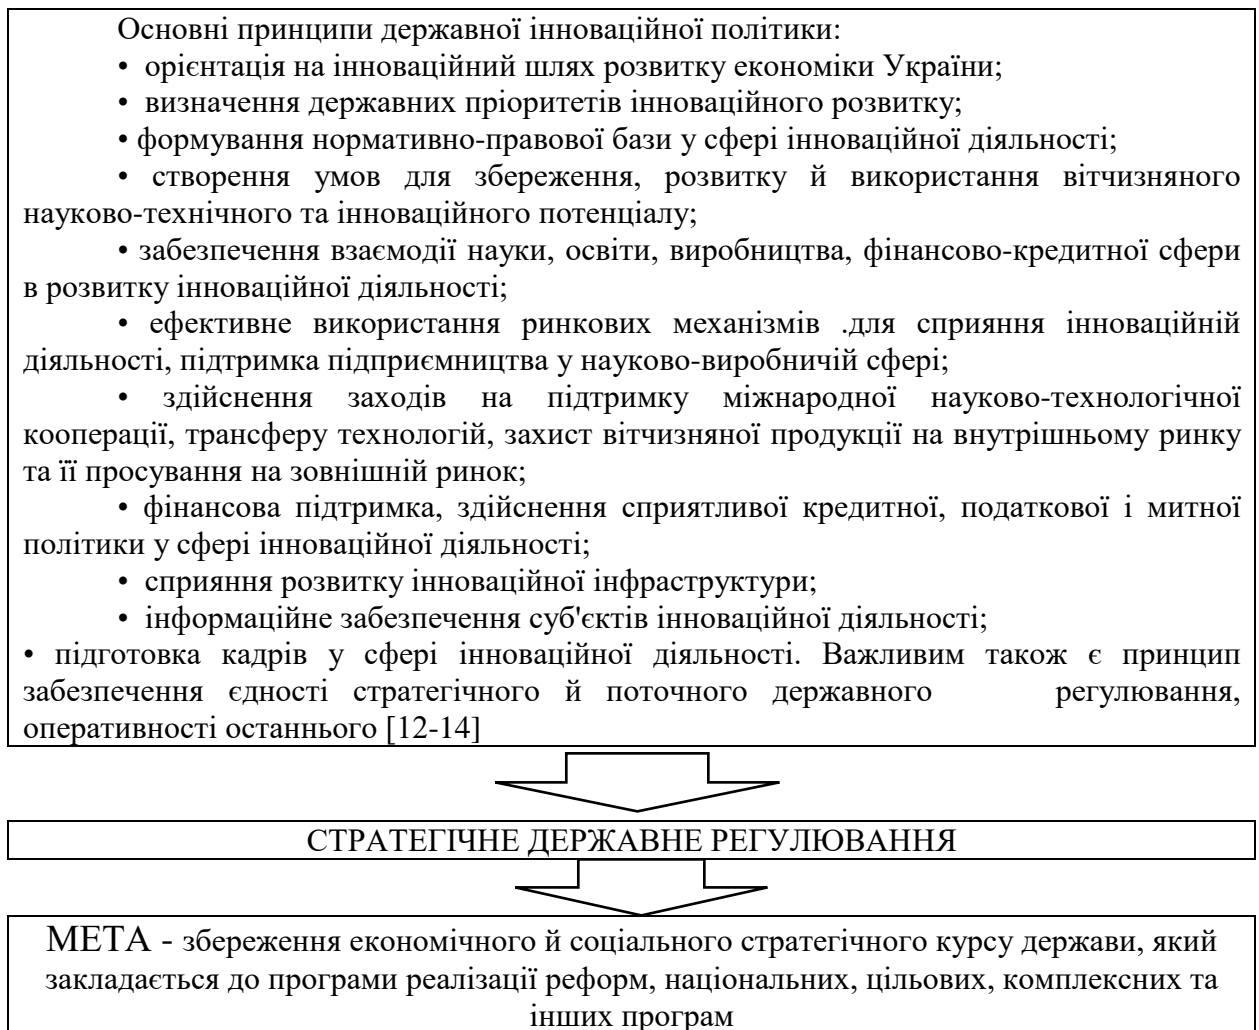 Основні принципи державної інноваційної політики:
• орієнтація на інноваційний шлях розвитку економіки України;
• визначення державних пріоритетів інноваційного розвитку;
• формування нормативно-правової бази у сфері інноваційної діяльності;
• створення умов для збереження, розвитку й використання вітчизняного
науково-технічного та інноваційного потенціалу;
• забезпечення взаємодії науки, освіти, виробництва, фінансово-кредитної сфери
в розвитку інноваційної діяльності;
• ефективне використання ринкових механізмів .для сприяння інноваційній
діяльності, підтримка підприємництва у науково-виробничій сфері;
• здійснення заходів на підтримку міжнародної науково-технологічної
кооперації, трансферу технологій, захист вітчизняної продукції на внутрішньому ринку
та її просування на зовнішній ринок;
• фінансова підтримка, здійснення сприятливої кредитної, податкової і митної
політики у сфері інноваційної діяльності;
• сприяння розвитку інноваційної інфраструктури;
• інформаційне забезпечення суб'єктів інноваційної діяльності;
• підготовка кадрів у сфері інноваційної діяльності. Важливим також є принцип
забезпечення єдності стратегічного й поточного державного регулювання,
оперативності останнього [12-14]
СТРАТЕГІЧНЕ ДЕРЖАВНЕ РЕГУЛЮВАННЯ
МЕТА - збереження економічного й соціального стратегічного курсу держави, який
закладається до програми реалізації реформ, національних, цільових, комплексних та
інших програм